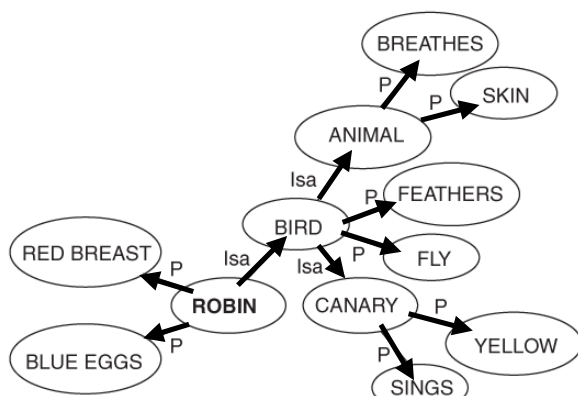 BREATHES
P
P
SKIN
ANIMAL
Isa
P
FEATHERS
BIRD
RED BREAST
P
Isa
Isa
P
FLY
ROBIN
CANARY
P
P
BLUE EGGS
P
YELLOW
SINGS